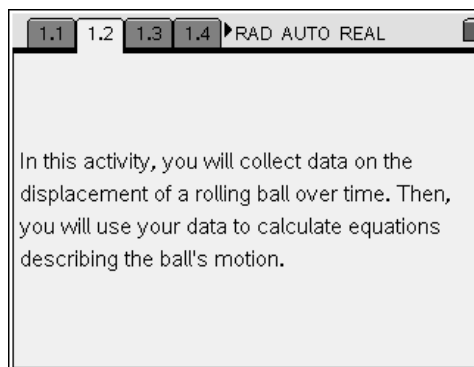 1.1 1.2 1.3 1.4 RAD AUTO REAL
In this activity, you will collect data on the
displacement of a rolling ball over time. Then,
you will use your data to calculate equations
describing the ball's motion.